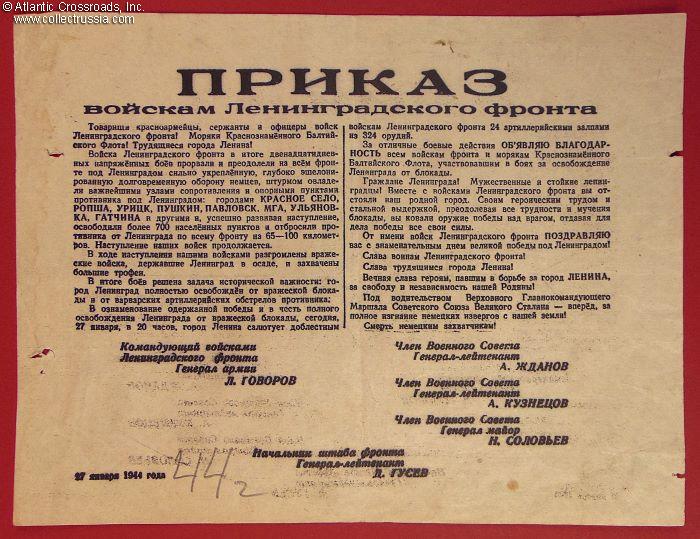 © Atlantic Crossroads, Inc.
www.collectrussia.com
ПРИКАЗ
войскам Ленинградского фронта
Товарищи красноармейцы, сержанты и офицеры войск
Ленинградского фронта! Моряки Краснознамённого Балтий-
ского Флота! Трудящиеся города Ленина!
Войска Ленинградского фронта в итоге двенадцатиднев-
ных напряжённых боёв прорвали и преодолели на всём фрон-
те под Ленинградом сильно укреплённую, глубоко эшело-
нированную долговременную оборону немцев, штурмом овладе-
ли важнейшими узлами сопротивления и опорными пунктами
противника под Ленинградом: городами КРАСНОЕ СЕЛО,
РОПША, УРИЦК, ПУШКИН, ПАВЛОВСК, МГА, УЛЬЯНОВ-
КА, ГАТЧИНА и другими и, успешно развивая наступление,
освободили более 700 населённых пунктов и отбросили про-
тивника от Ленинграда по всему фронту на 65—100 километ-
ров. Наступление наших войск продолжается.
В ходе наступления нашими войсками разгромлены враже-
ские войска, державшие Ленинград в осаде, и захвачены
большие трофеи.
В итоге боёв решена задача исторической важности: го-
род Ленинград полностью освобождён от вражеской блока-
ды и от варварских артиллерийских обстрелов противника;
В ознаменование одержанной победы и в честь полного
освобождения Ленинграда от вражеской блокады, сегодня,
27 января, в 20 часов, город Ленина салютует доблестным
войскам Ленинградского фронта 24 артиллерийскими залпами
из 324 орудий.
За отличные боевые действия ОБ'ЯВЛЯЮ БЛАГОДАР-
НОСТЬ всем войскам фронта и морякам Краснознамённого
Балтийского Флота, участвовавшим в боях за освобождение
Ленинграда от блокады.
Граждане Ленинграда! Мужественные и стойкие ленин-
градцы! Вместе с войсками Ленинградского фронта вы от-
стояли наш родной город. Своим героическим трудом и
стальной выдержкой, преодолевая все трудности и мучения
блокады, вы ковали оружие победы над врагом, отдавая для
дела победы все свои силы.
От имени войск Ленинградского фронта ПОЗДРАВЛЯЮ
вас с знаменательным днем великой победы под Ленинградом!
Слава воинам Ленинградского фронта!
Слава трудящимся города Ленина!
Вечная слава героям, павшим в борьбе за город ЛЕНИНА,
за свободу и независимость нашей Родины!
Под водительством Верховного Главнокомандующего
Маршала Советского Союза Великого Сталина — вперёд, за
полное изгнание немецких извергов с нашей земли!
Смерть немецким захватчикам!
Командующий войсками
Ленинградского фронта
Генерал армии
Л. ГОВОРОВ
Член Военного Совета
Генерал-лейтенант
А. ЖДАНОВ
Член Военного Совета
Генерал-лейтенант
А. КУЗНЕЦОВ
Член Военного Совета
Генерал майор
Н. СОЛОВЬЕВ
Начальник штаба фронта
Генерал-лейтенант
Д. ГУСЕВ
27 января 1944 года
44 г